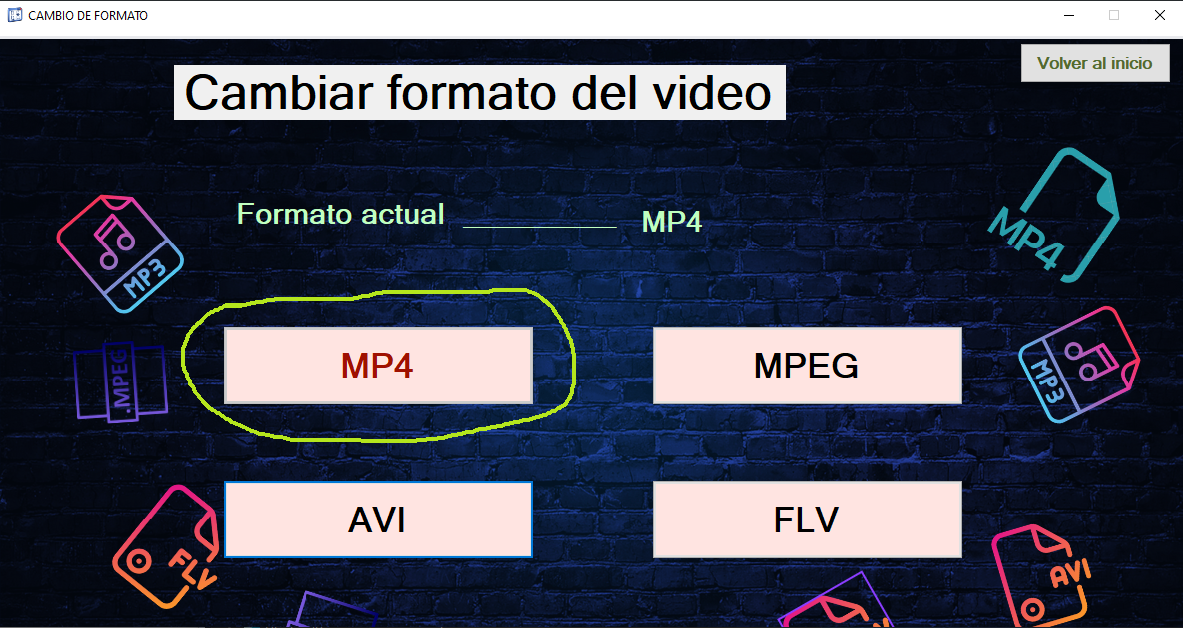 CAMBIO DE FORMATO
Volver al inicio
Cambiar formato del video
Formato actual ____________ MP4
MP4
MP3
MP4 MPEG
MP3
.MPEG
AVI FLV
FLV
AVI